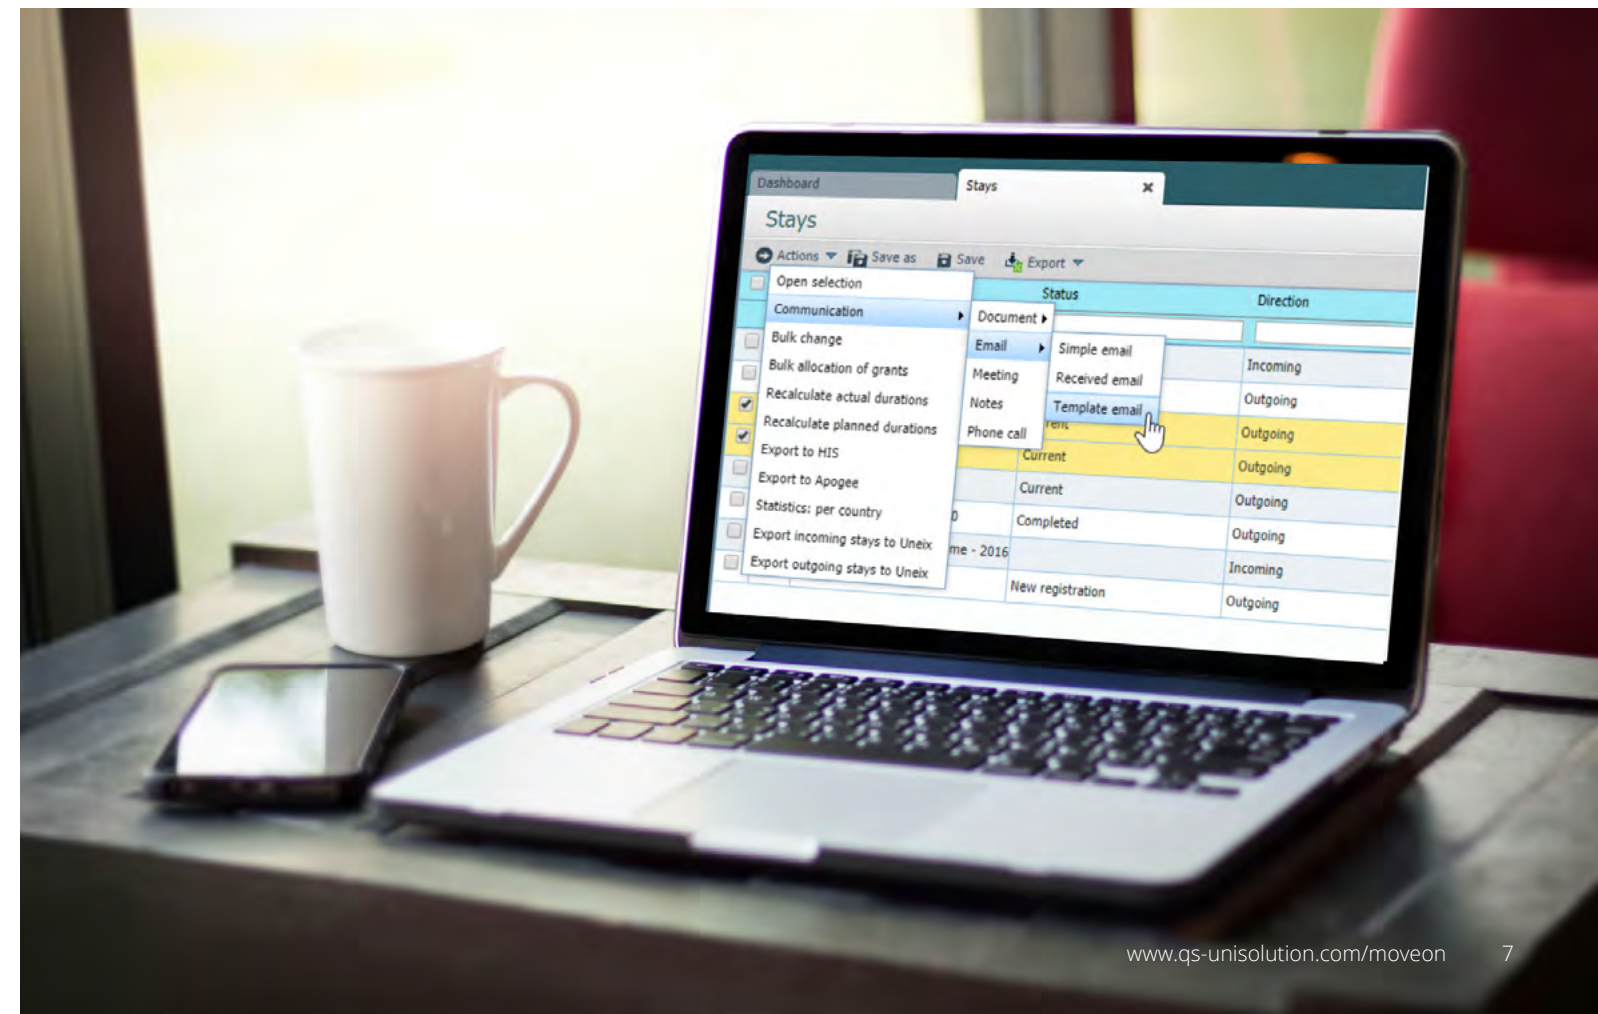 Dashboard
Stays
Stays
Actions
Save as
Save
Export
Open selection
Communication
Bulk change
Bulk allocation of grants
Recalculate actual durations
Recalculate planned durations
Export to HIS
Export to Apogee
Statistics: per country
Export incoming stays to Uneix
Export outgoing stays to Uneix
Document
Email
Meeting
Notes
Phone call
Simple email
Received email
Template email
Status
Direction
Incoming
Outgoing
Outgoing
Current Outgoing
Current Outgoing
0 Completed Outgoing
me - 2016 Incoming
New registration Outgoing
www.qs-unisolution.com/moveon 7